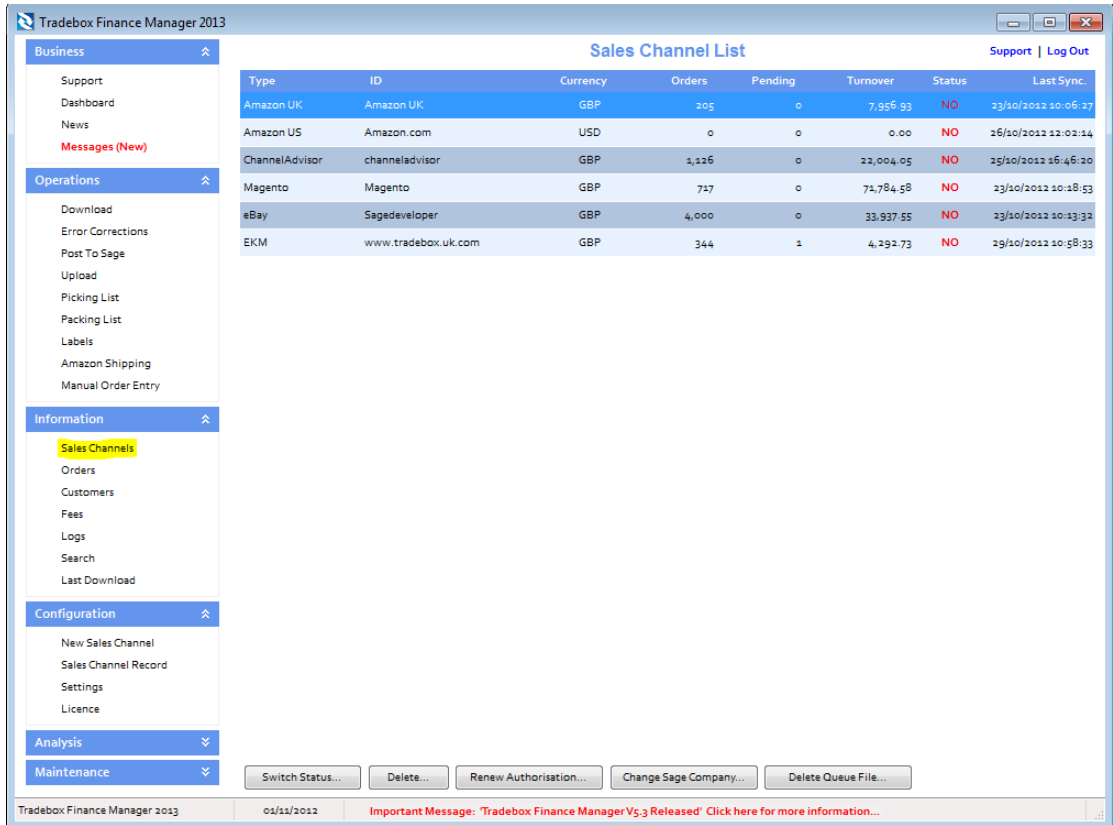 Tradebox Finance Manager 2013
Business
Support
Dashboard
News
Messages (New)
Operations
Download
Error Corrections
Post To Sage
Upload
Picking List
Packing List
Labels
Amazon Shipping
Manual Order Entry
Information
Sales Channels
Orders
Customers
Fees
Logs
Search
Last Download
Configuration
New Sales Channel
Sales Channel Record
Settings
Licence
Analysis
Maintenance
Sales Channel List
Support | Log Out
Type ID Currency Orders Pending Turnover Status Last Sync.
Amazon UK Amazon UK GBP 205 0 7,956.93 NO 23/10/2012 10:06:27
Amazon US Amazon.com USD 0 0 0.00 NO 26/10/2012 12:02:14
ChannelAdvisor channeladvisor GBP 1,126 0 22,004.05 NO 25/10/2012 16:46:20
Magento Magento GBP 717 0 71,784.58 NO 23/10/2012 10:18:53
eBay Sagedeveloper GBP 4,000 0 33,937.55 NO 23/10/2012 10:13:32
EKM www.tradebox.uk.com GBP 344 1 4,292.73 NO 29/10/2012 10:58:33
Switch Status... Delete... Renew Authorisation... Change Sage Company... Delete Queue File...
Tradebox Finance Manager 2013 01/11/2012 Important Message: 'Tradebox Finance Manager V5.3 Released' Click here for more information...